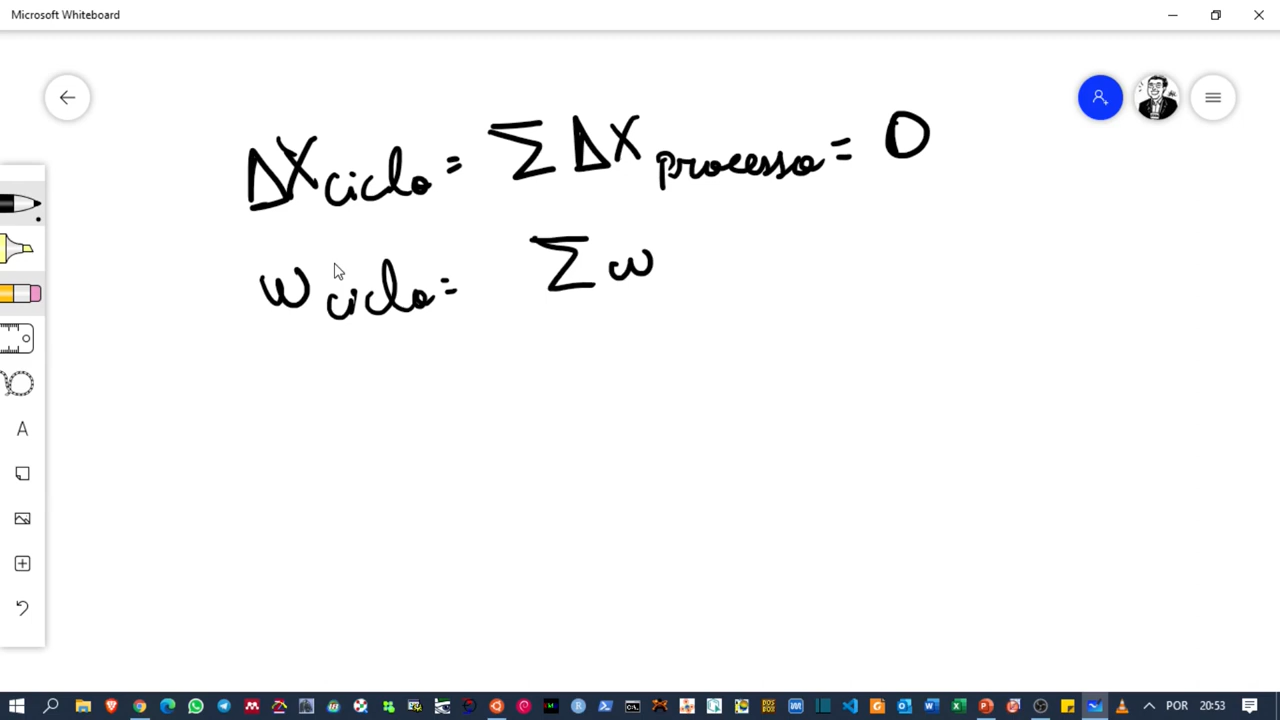 Microsoft Whiteboard
ΔX ciclo = Σ ΔX processo = 0
w ciclo = Σ w
A
POR 20:53